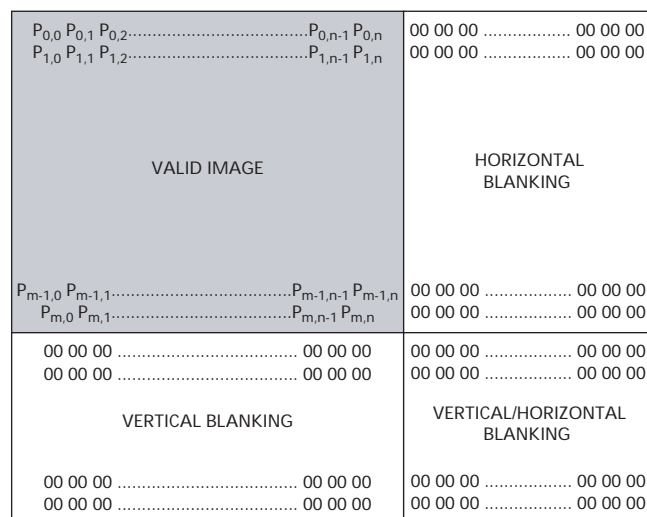 P0,0 P0,1 P0,2......................................P0,n-1 P0,n
00 00 00 .................. 00 00 00
P1,0 P1,1 P1,2......................................P1,n-1 P1,n
00 00 00 .................. 00 00 00
VALID IMAGE
HORIZONTAL
BLANKING
Pm-1,0 Pm-1,1......................................Pm-1,n-1 Pm-1,n
00 00 00 .................. 00 00 00
Pm,0 Pm,1......................................Pm,n-1 Pm,n
00 00 00 .................. 00 00 00
00 00 00 ..................................... 00 00 00
00 00 00 .................. 00 00 00
00 00 00 ..................................... 00 00 00
00 00 00 .................. 00 00 00
VERTICAL BLANKING
VERTICAL/HORIZONTAL
BLANKING
00 00 00 ..................................... 00 00 00
00 00 00 .................. 00 00 00
00 00 00 ..................................... 00 00 00
00 00 00 .................. 00 00 00